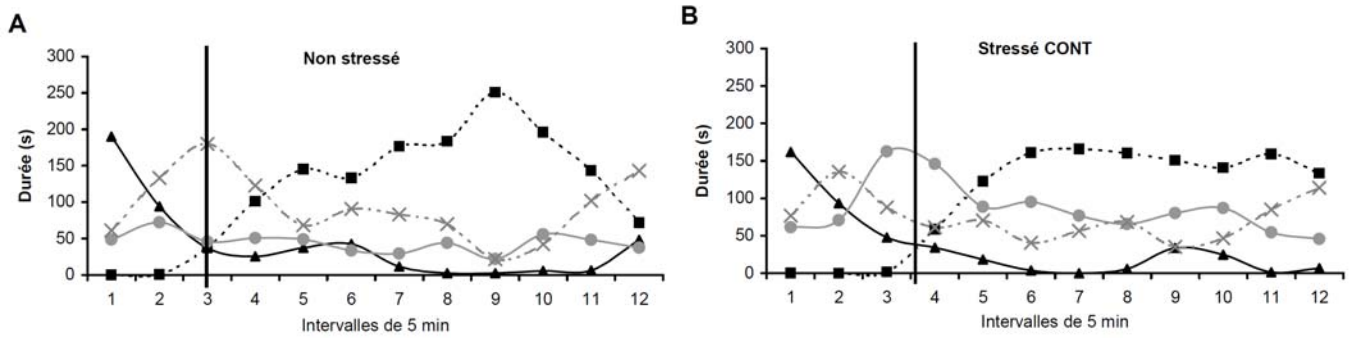 A
Non stressé
300
250
200
150
100
50
0
Durée (s)
1 2 3 4 5 6 7 8 9 10 11 12
Intervalles de 5 min
B
Stressé CONT
300
250
200
150
100
50
0
Durée (s)
1 2 3 4 5 6 7 8 9 10 11 12
Intervalles de 5 min